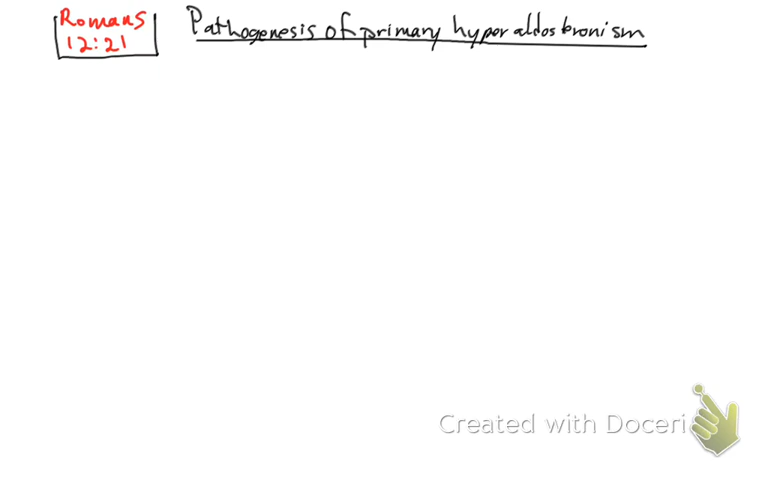 Romans
12:21
Pathogenesis of primary hyperaldosteronism
Created with Doceri